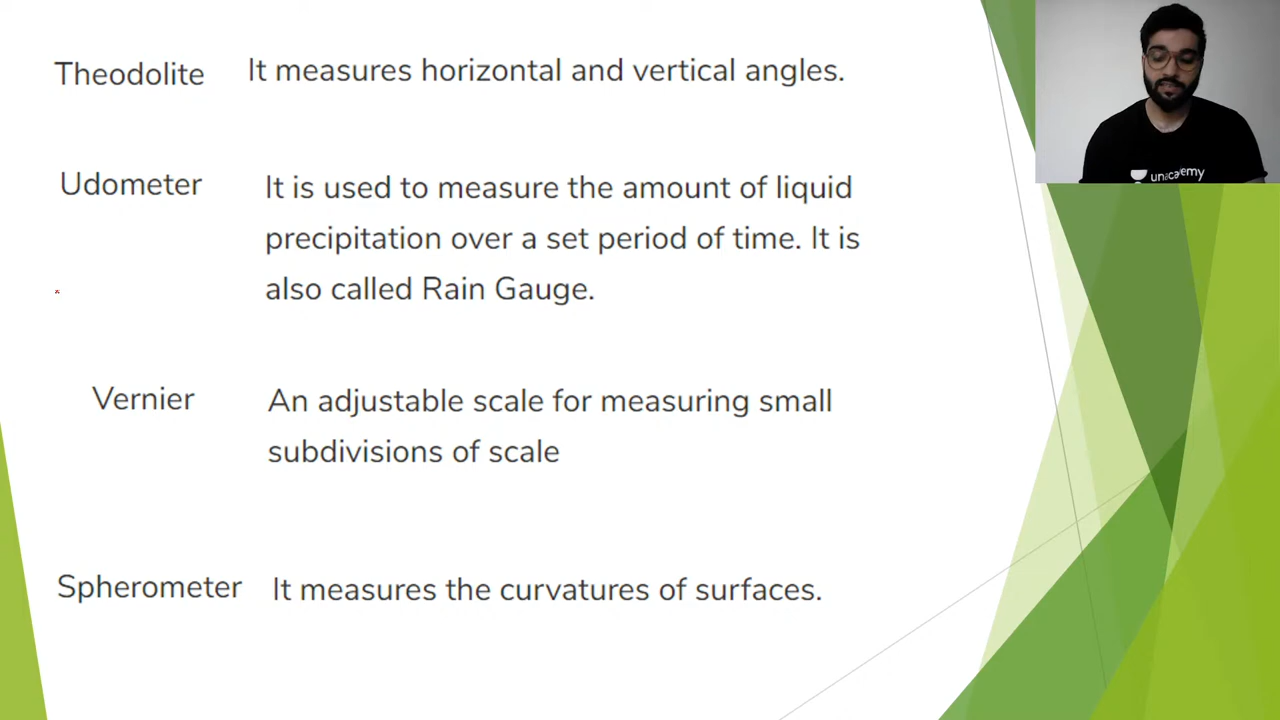 Theodolite It measures horizontal and vertical angles.
Udometer It is used to measure the amount of liquid
precipitation over a set period of time. It is
also called Rain Gauge.
Vernier An adjustable scale for measuring small
subdivisions of scale
Spherometer It measures the curvatures of surfaces.
unacademy